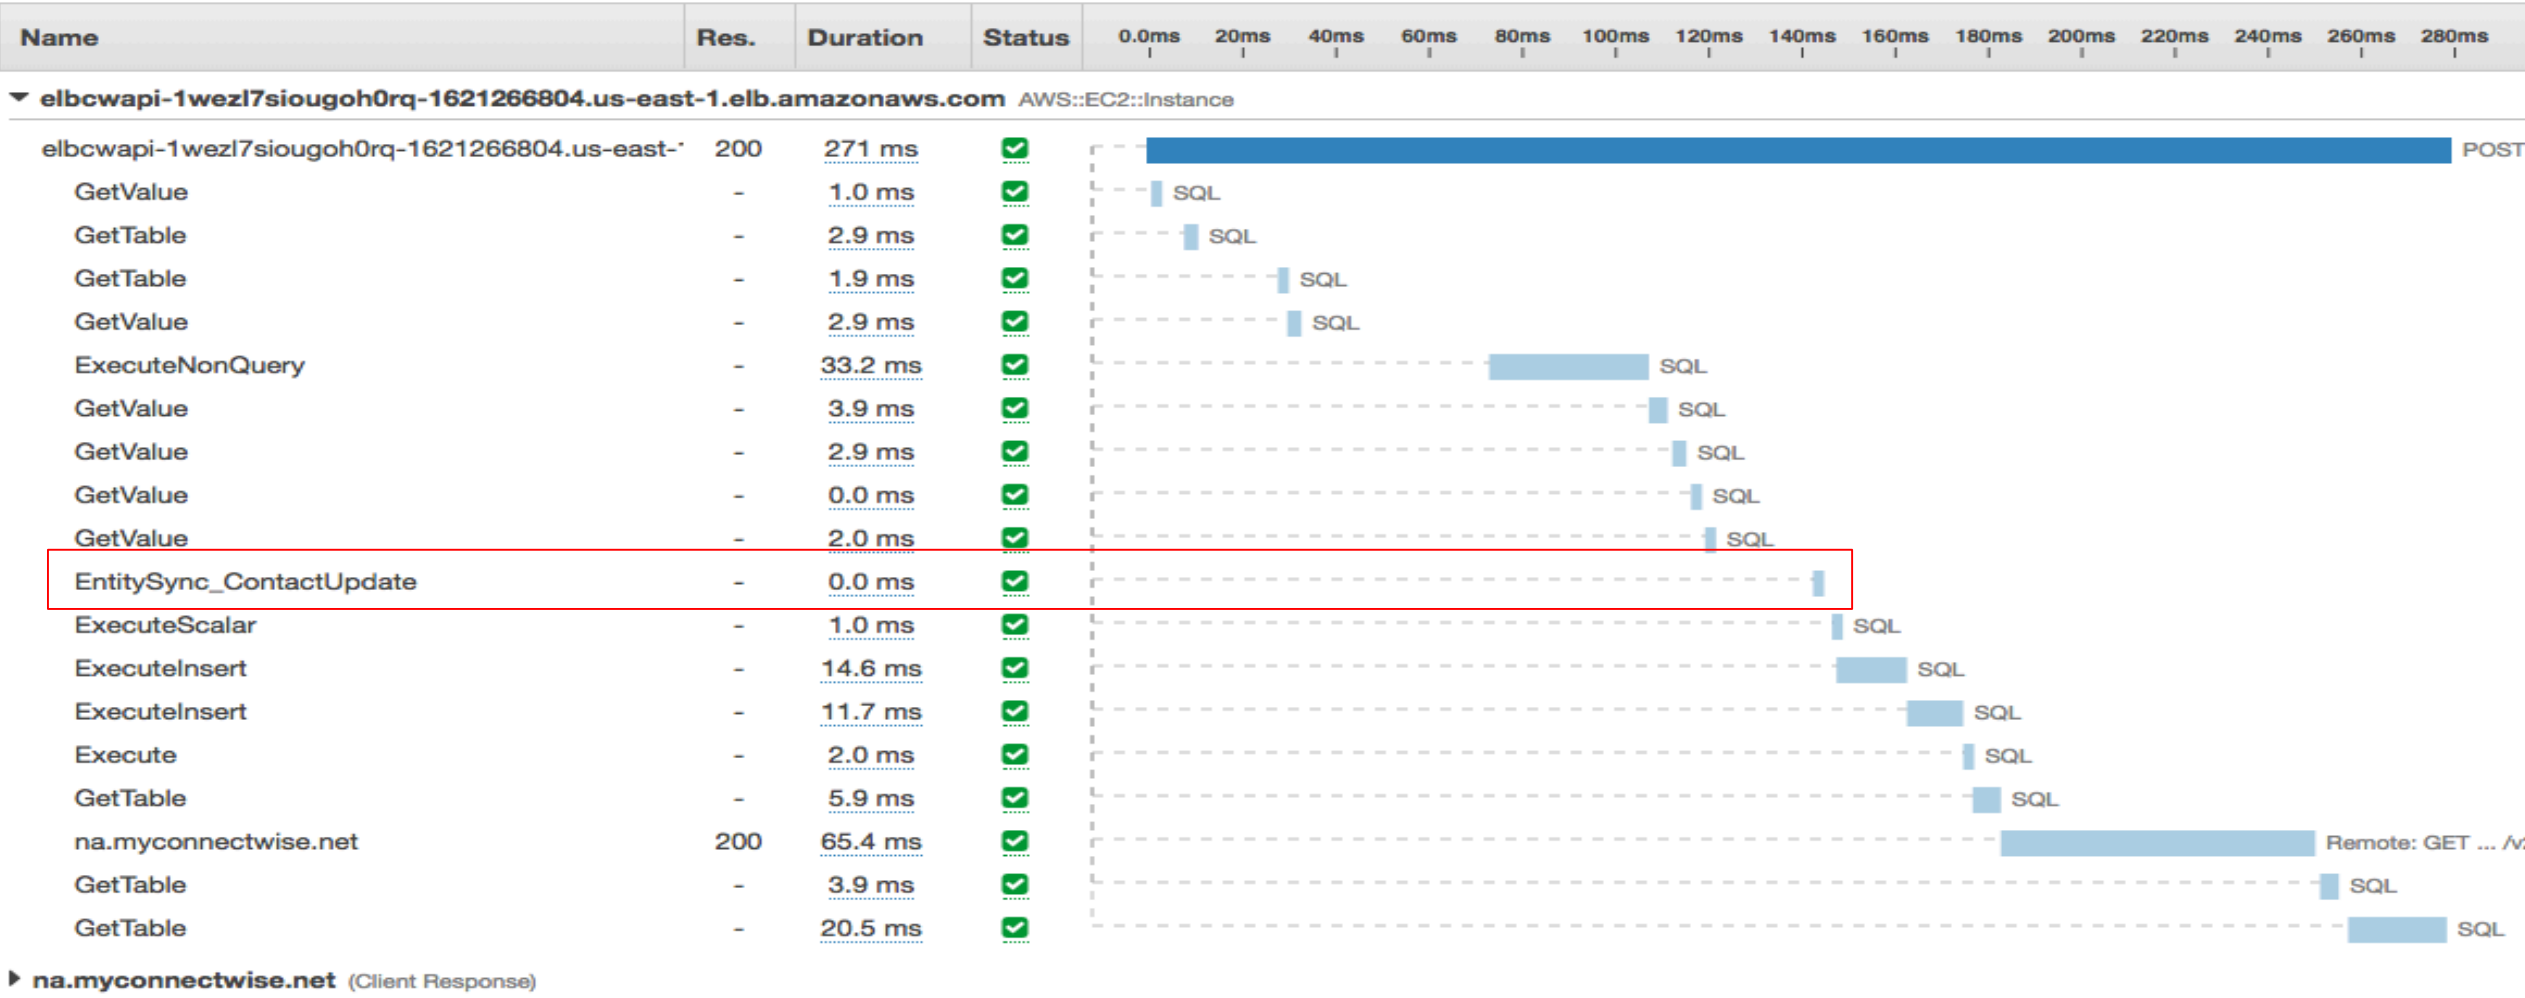 Name Res. Duration Status 0.0ms 20ms 40ms 60ms 80ms 100ms 120ms 140ms 160ms 180ms 200ms 220ms 240ms 260ms 280ms
elbcwapi-1wezl7siougoh0rq-1621266804.us-east-1.elb.amazonaws.com AWS::EC2::Instance
elbcwapi-1wezl7siougoh0rq-1621266804.us-east- 200 271 ms POST
GetValue - 1.0 ms SQL
GetTable - 2.9 ms SQL
GetTable - 1.9 ms SQL
GetValue - 2.9 ms SQL
ExecuteNonQuery - 33.2 ms SQL
GetValue - 3.9 ms SQL
GetValue - 2.9 ms SQL
GetValue - 0.0 ms SQL
GetValue - 2.0 ms SQL
EntitySync_ContactUpdate - 0.0 ms
ExecuteScalar - 1.0 ms SQL
ExecuteInsert - 14.6 ms SQL
ExecuteInsert - 11.7 ms SQL
Execute - 2.0 ms SQL
GetTable - 5.9 ms SQL
na.myconnectwise.net 200 65.4 ms Remote: GET ... /v
GetTable - 3.9 ms SQL
GetTable - 20.5 ms SQL
na.myconnectwise.net (Client Response)